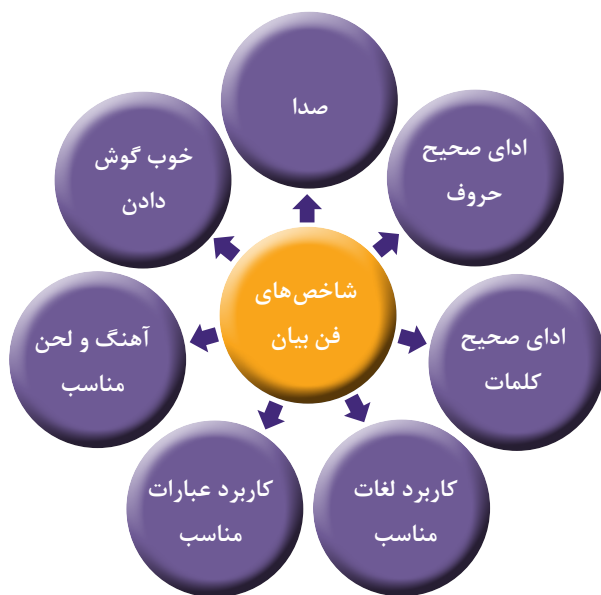 شاخص‌های
فن بیان
صدا
ادای صحیح
حروف
ادای صحیح
کلمات
کاربرد لغات
مناسب
کاربرد عبارات
مناسب
آهنگ و لحن
مناسب
خوب گوش
دادن